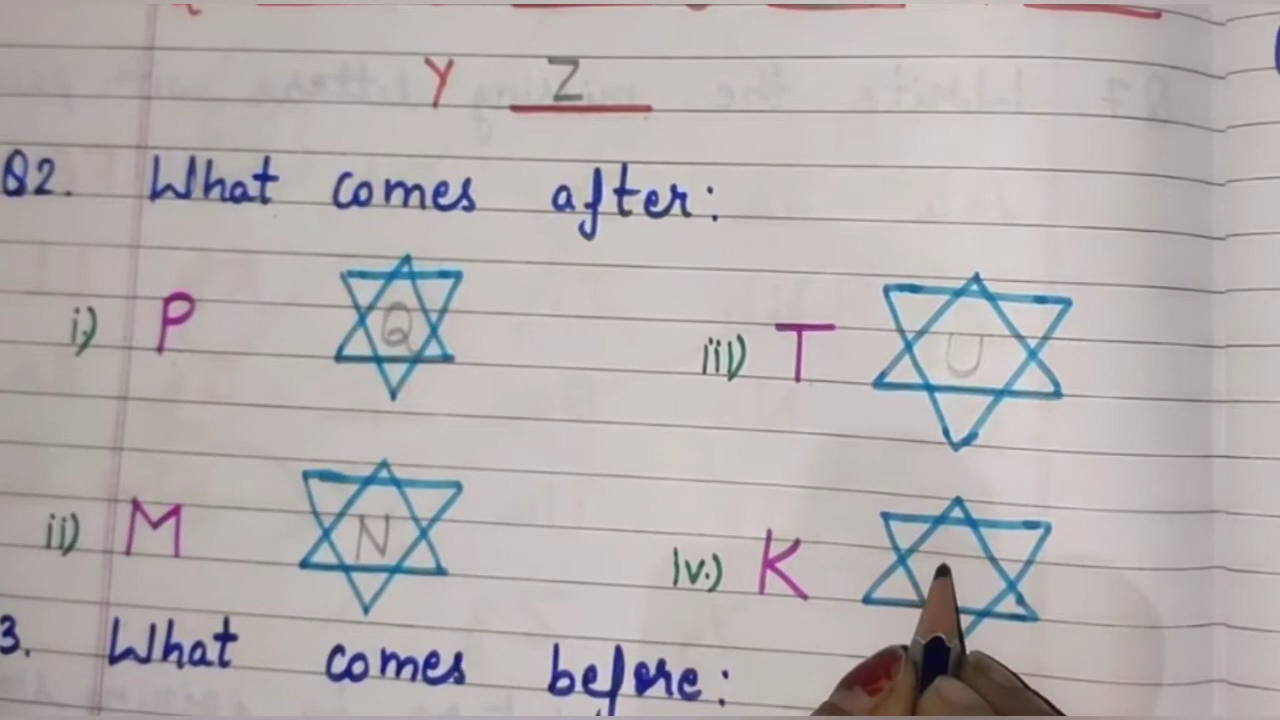 Y Z
Q2. What comes after:
i) P Q
iii) T U
ii) M N
iv.) K
3. What comes before: